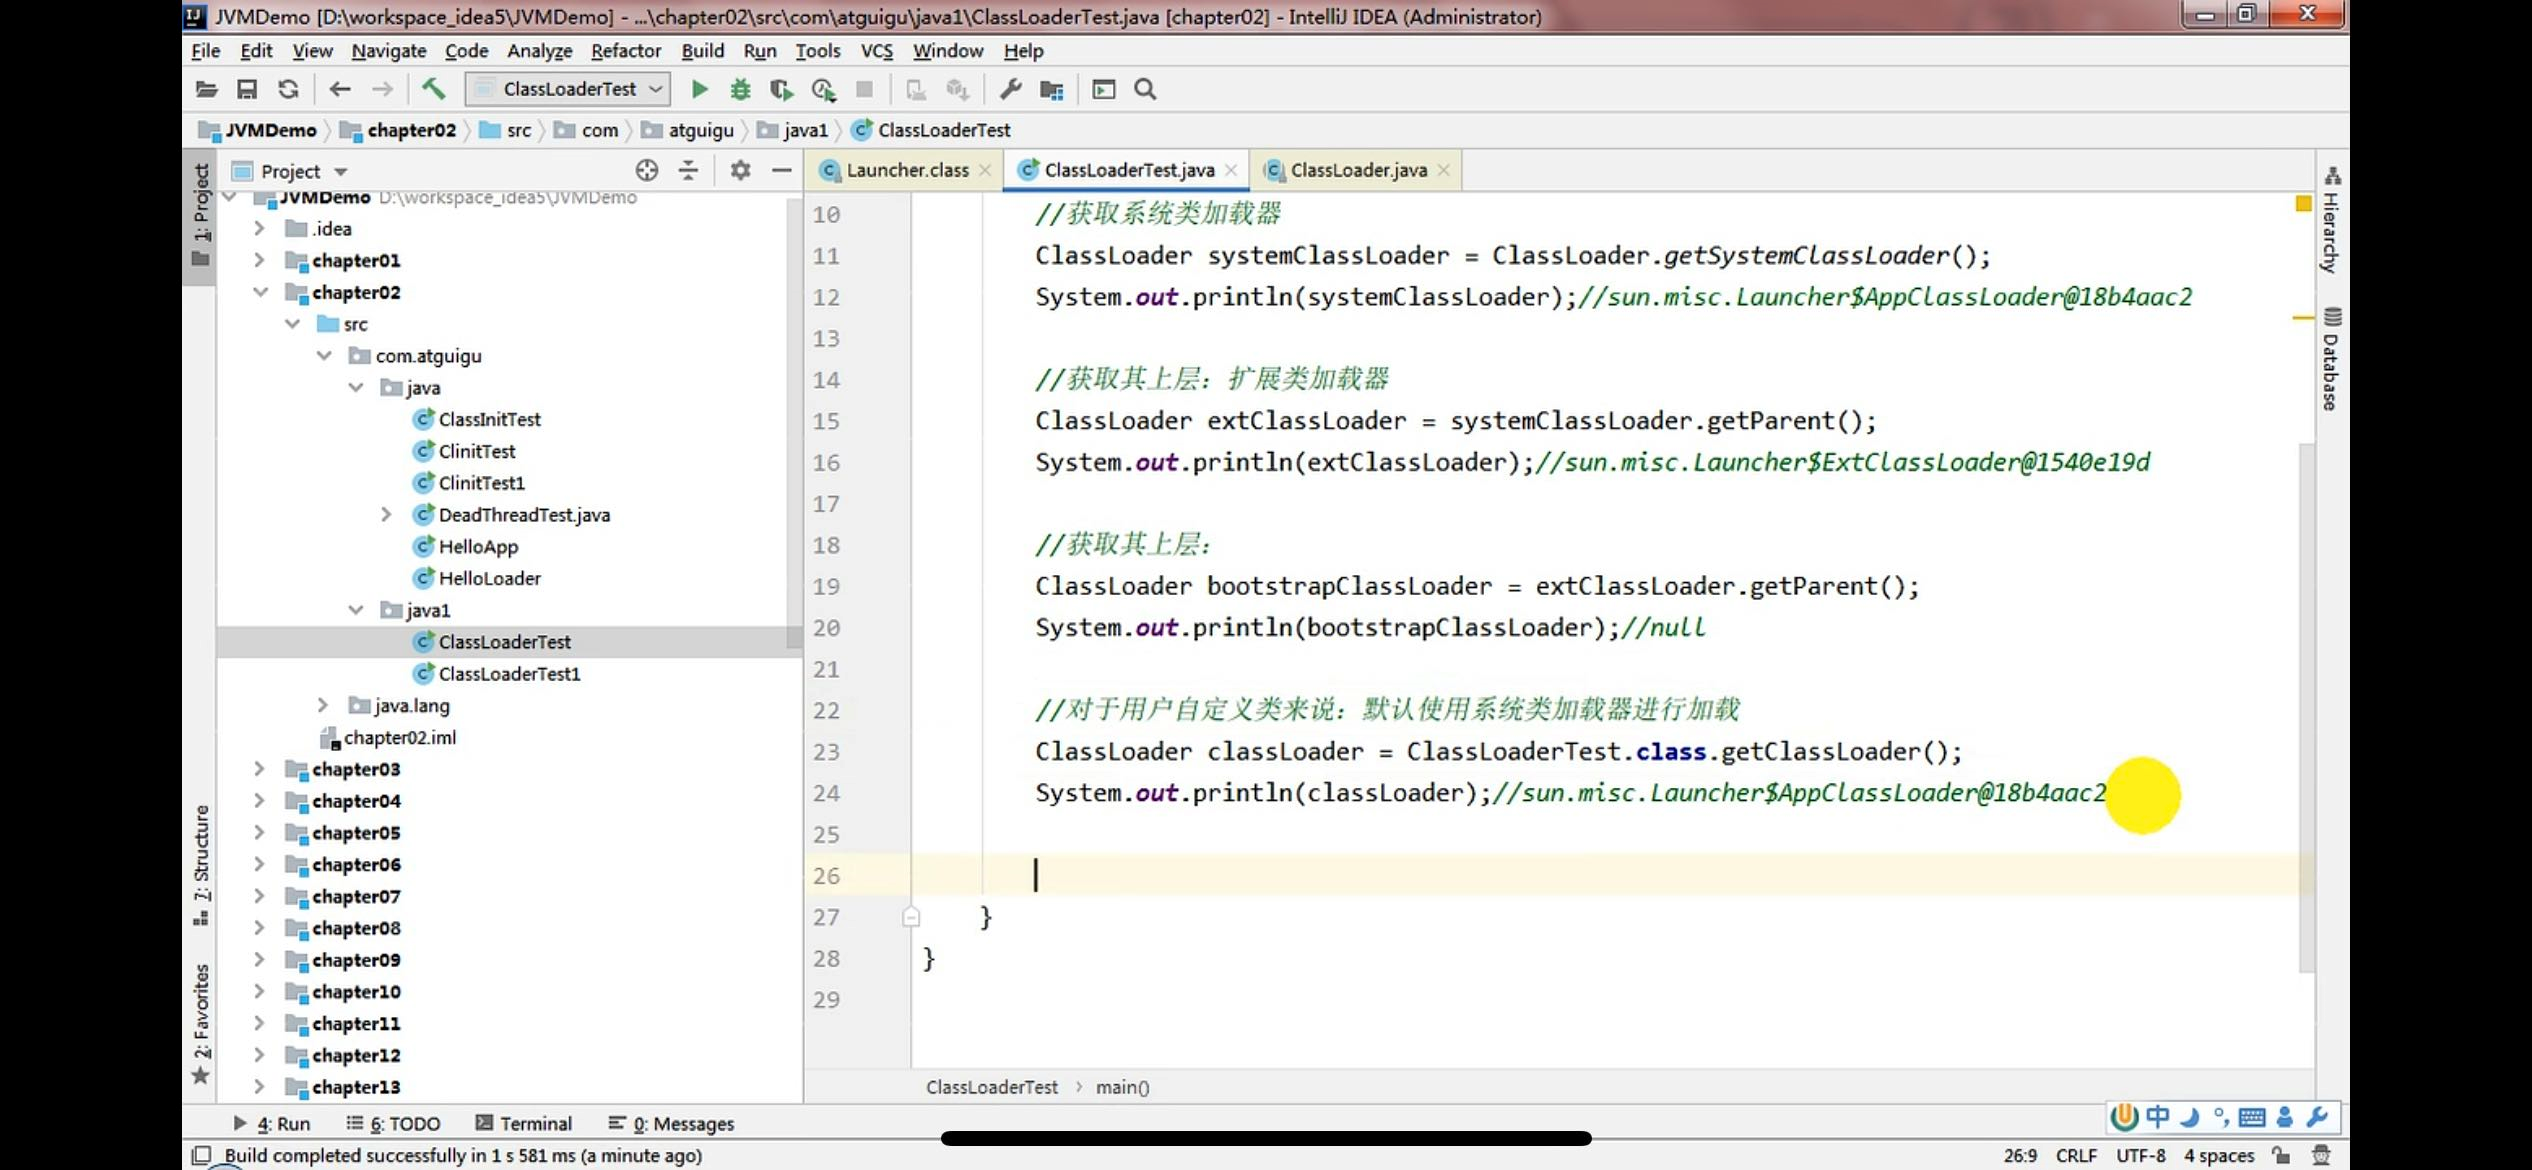 JVMDemo [D:\workspace_idea5\JVMDemo] - ...\chapter02\src\com\atguigu\java1\ClassLoaderTest.java [chapter02] - IntelliJ IDEA (Administrator)
File Edit View Navigate Code Analyze Refactor Build Run Tools VCS Window Help
ClassLoaderTest
JVMDemo chapter02 src com atguigu java1 ClassLoaderTest
1: Project
7: Structure
2: Favorites
Project
JVMDemo D:\workspace_idea5\JVMDemo
.idea
chapter01
chapter02
src
com.atguigu
java
ClassInitTest
ClinitTest
ClinitTest1
DeadThreadTest.java
HelloApp
HelloLoader
java1
ClassLoaderTest
ClassLoaderTest1
java.lang
chapter02.iml
chapter03
chapter04
chapter05
chapter06
chapter07
chapter08
chapter09
chapter10
chapter11
chapter12
chapter13
Launcher.class ClassLoaderTest.java ClassLoader.java
10 //获取系统类加载器
11 ClassLoader systemClassLoader = ClassLoader.getSystemClassLoader();
12 System.out.println(systemClassLoader);//sun.misc.Launcher$AppClassLoader@18b4aac2
13
14 //获取其上层：扩展类加载器
15 ClassLoader extClassLoader = systemClassLoader.getParent();
16 System.out.println(extClassLoader);//sun.misc.Launcher$ExtClassLoader@1540e19d
17
18 //获取其上层：
19 ClassLoader bootstrapClassLoader = extClassLoader.getParent();
20 System.out.println(bootstrapClassLoader);//null
21
22 //对于用户自定义类来说：默认使用系统类加载器进行加载
23 ClassLoader classLoader = ClassLoaderTest.class.getClassLoader();
24 System.out.println(classLoader);//sun.misc.Launcher$AppClassLoader@18b4aac2
25
26
27 }
28 }
29
ClassLoaderTest main()
Hierarchy
Database
4: Run 6: TODO Terminal 0: Messages
中
Build completed successfully in 1 s 581 ms (a minute ago)
26:9 CRLF UTF-8 4 spaces